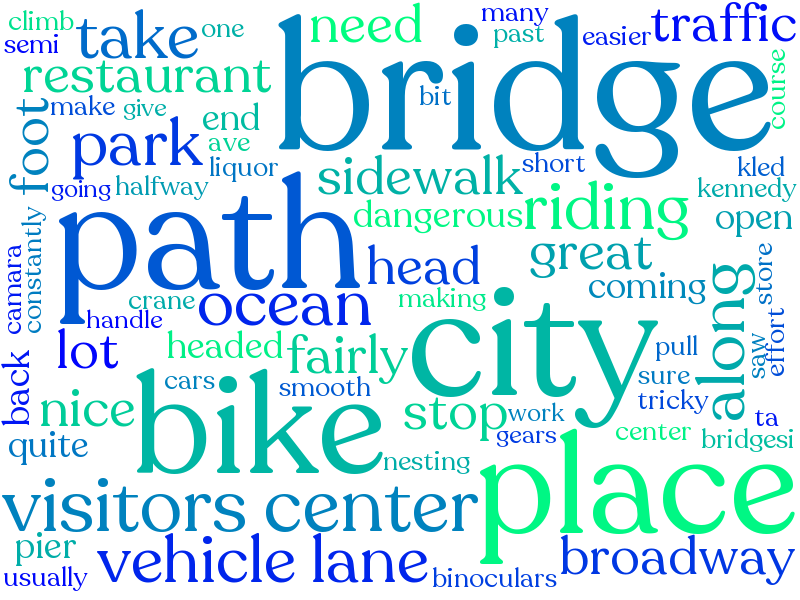 climb
semi
take
one
need
many
past
easier
traffic
bridge
restaurant
bit
course
foot
make
give
end
park
ave
liquor
sidewalk
short
kled
kennedy
going
halfway
path
dangerous
riding
open
constantly
camara
head
great
coming
store
along
crane
ocean
making
handle
city
lot
headed
fairly
pull
saw
effort
back
cars
smooth
sure
tricky
bike
nice
stop
work
ta
gears
center
bridgesi
quite
nesting
place
visitors center
pier
vehicle lane
broadway
usually
binoculars